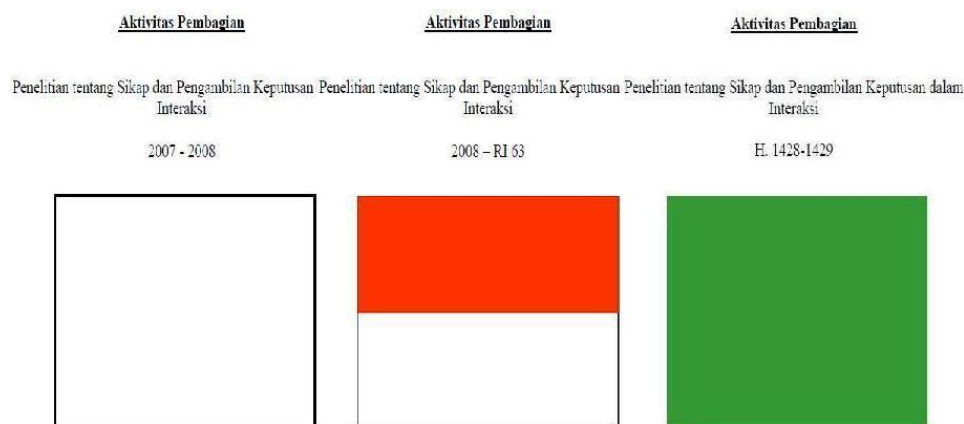 Aktivitas Pembagian
Penelitian tentang Sikap dan Pengambilan Keputusan
Interaksi
2007 - 2008
Aktivitas Pembagian
Penelitian tentang Sikap dan Pengambilan Keputusan
Interaksi
2008 – RI 63
Aktivitas Pembagian
Penelitian tentang Sikap dan Pengambilan Keputusan dalam
Interaksi
H. 1428-1429